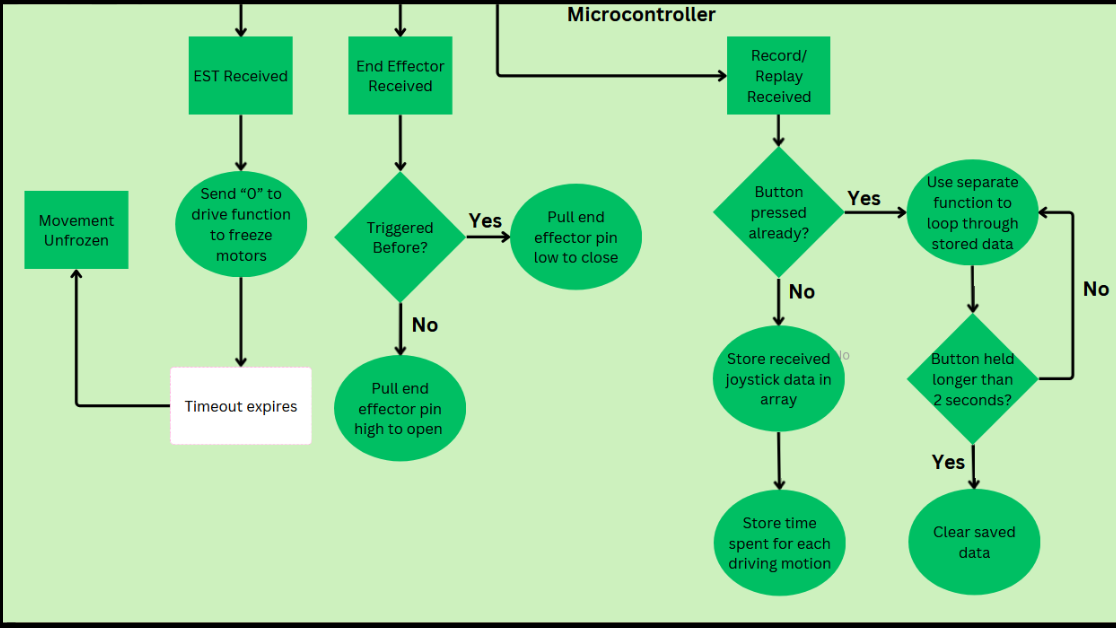 Microcontroller
EST Received
End Effector
Received
Record/
Replay
Received
Send “0” to
drive function
to freeze
motors
Movement
Unfrozen
Timeout expires
Triggered
Before?
Yes
Pull end
effector pin
low to close
No
Pull end
effector pin
high to open
Button
pressed
already?
Yes
Use separate
function to
loop through
stored data
No
Store received
joystick data in
array
Store time
spent for each
driving motion
Button held
longer than
2 seconds?
No
Yes
Clear saved
data